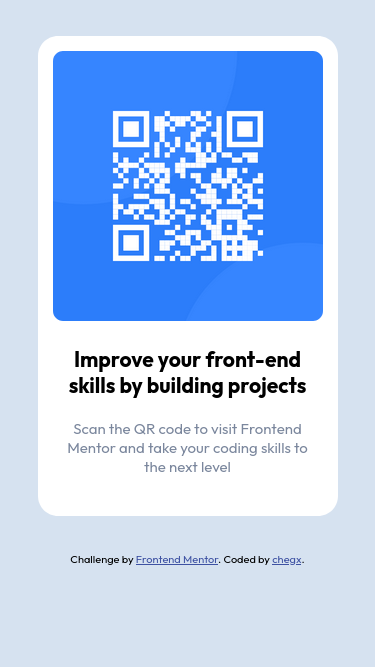 Improve your front-end
skills by building projects
Scan the QR code to visit Frontend
Mentor and take your coding skills to
the next level
Challenge by Frontend Mentor. Coded by chegx.